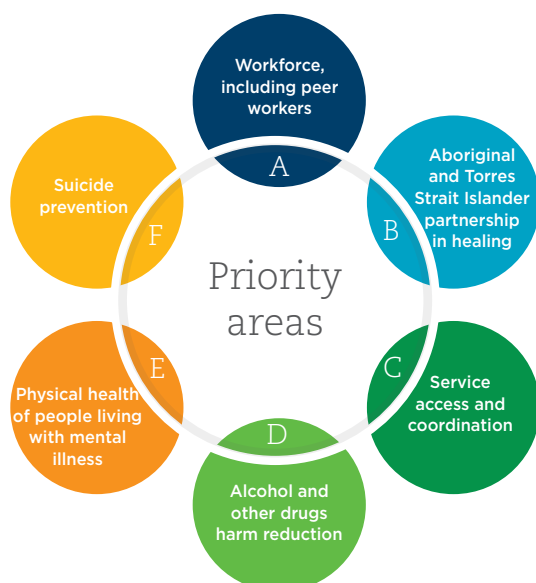 Workforce,
including peer
workers
A
Aboriginal
and Torres
Strait Islander
partnership
in healing
B
Service
access and
coordination
C
Alcohol and
other drugs
harm reduction
D
Physical health
of people living
with mental
illness
E
Suicide
prevention
F
Priority
areas